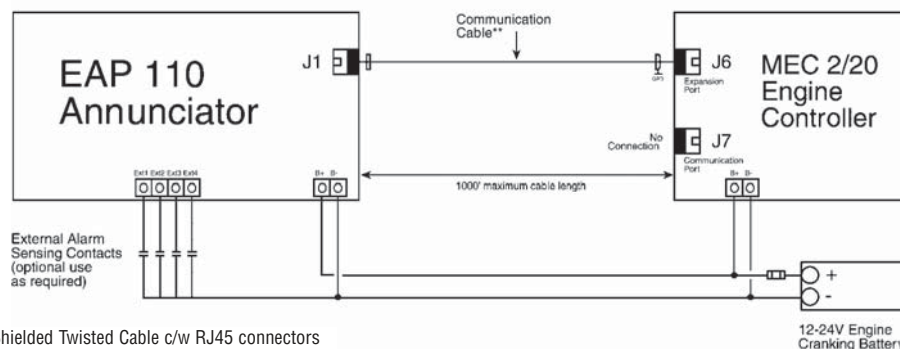 Communication
Cable**
EAP 110
Annunciator
J1
J6
Expansion
Port
MEC 2/20
Engine
Controller
No
Connection
J7
Communication
Port
Ext1 Ext2 Ext3 Ext4
B+ B-
1000' maximum cable length
B+ B-
External Alarm
Sensing Contacts
(optional use
as required)
+
-
12-24V Engine
Cranking Battery
Shielded Twisted Cable c/w RJ45 connectors